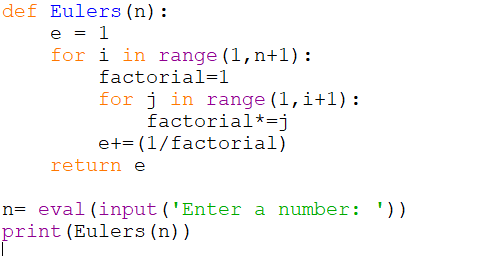 def Eulers(n):
    e = 1
    for i in range(1,n+1):
        factorial=1
        for j in range(1,i+1):
            factorial*=j
        e+=(1/factorial)
    return e

n= eval(input('Enter a number: '))
print(Eulers(n))